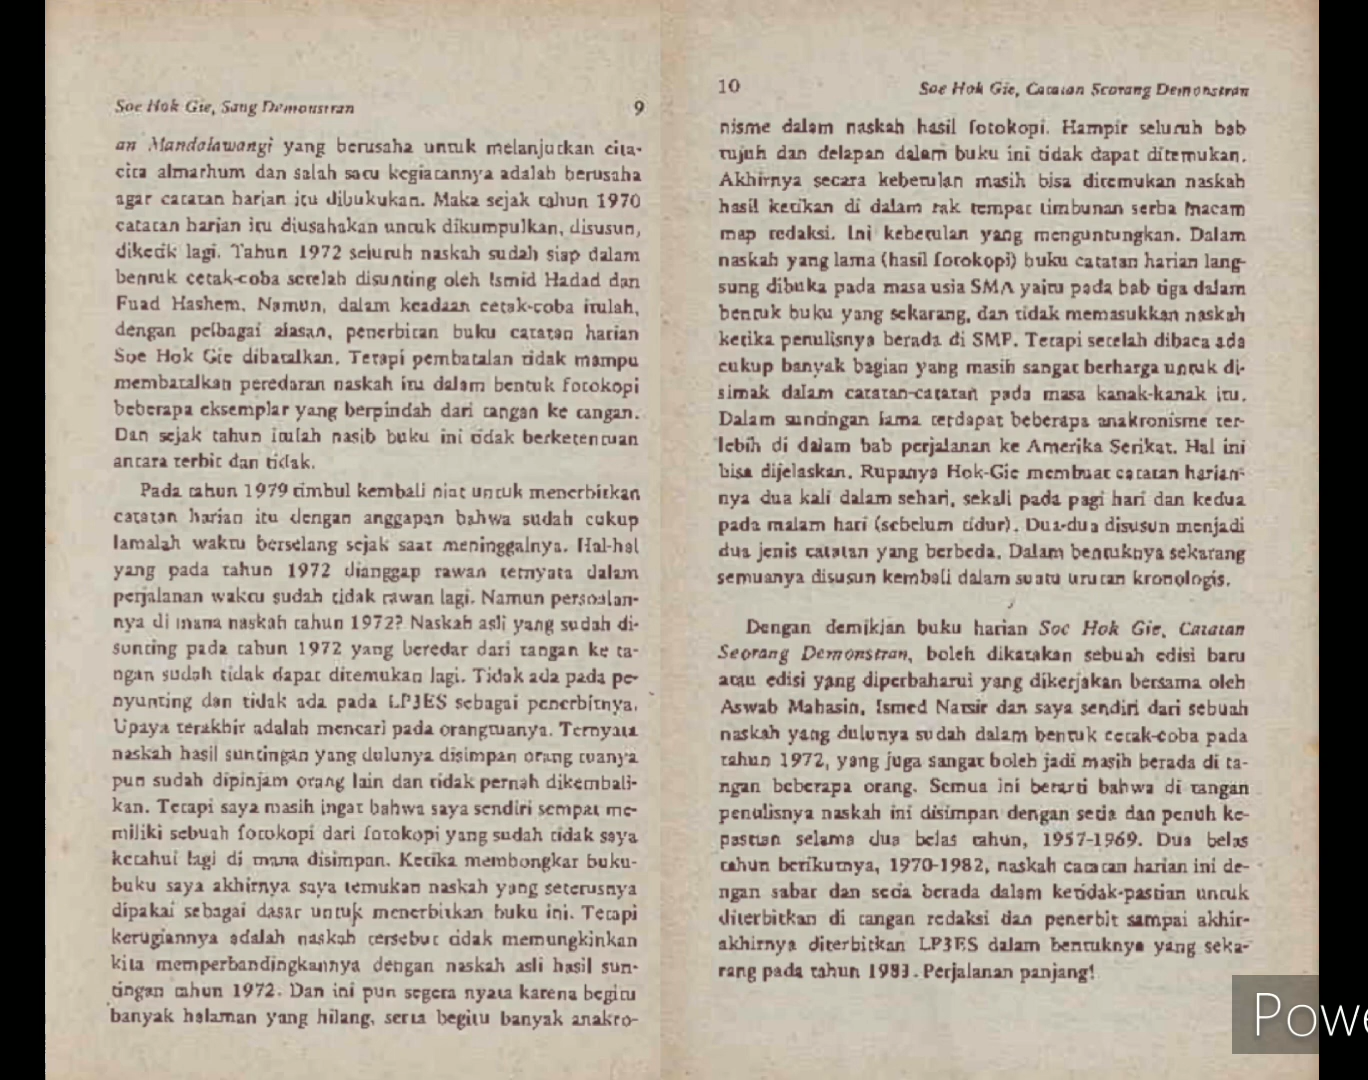 Soe Hok Gie, Sang Demonstran 9
an Mandalawangi yang berusaha untuk melanjutkan cita-
cita almarhum dan salah satu kegiatannya adalah berusaha
agar catatan harian itu dibukukan. Maka sejak tahun 1970
catatan harian itu diusahakan untuk dikumpulkan, disusun,
diketik lagi. Tahun 1972 seluruh naskah sudah siap dalam
bentuk cetak-coba setelah disunting oleh Ismid Hadad dan
Fuad Hashem. Namun, dalam keadaan cetak-coba itulah,
dengan pelbagai alasan, penerbitan buku catatan harian
Soe Hok Gie dibatalkan. Tetapi pembatalan tidak mampu
membatalkan peredaran naskah itu dalam bentuk fotokopi
beberapa eksemplar yang berpindah dari tangan ke tangan.
Dan sejak tahun itulah nasib buku ini tidak berketentuan
antara terbit dan tidak.
Pada tahun 1979 timbul kembali niat untuk menerbitkan
catatan harian itu dengan anggapan bahwa sudah cukup
lamalah waktu berselang sejak saat meninggalnya. Hal-hal
yang pada tahun 1972 dianggap rawan ternyata dalam
perjalanan waktu sudah tidak rawan lagi. Namun persoalan-
nya di mana naskah tahun 1972? Naskah asli yang sudah di-
sunting pada tahun 1972 yang beredar dari tangan ke ta-
ngan sudah tidak dapat ditemukan lagi. Tidak ada pada pe-
nyunting dan tidak ada pada LP3ES sebagai penerbitnya.
Upaya terakhir adalah mencari pada orangtuanya. Ternyata
naskah hasil suntingan yang dulunya disimpan orang tuanya
pun sudah dipinjam orang lain dan tidak pernah dikembali-
kan. Tetapi saya masih ingat bahwa saya sendiri sempat me-
miliki sebuah fotokopi dari fotokopi yang sudah tidak saya
ketahui lagi di mana disimpan. Ketika membongkar buku-
buku saya akhirnya saya temukan naskah yang seterusnya
dipakai sebagai dasar untuk menerbitkan buku ini. Tetapi
kerugiannya adalah naskah tersebut tidak memungkinkan
kita memperbandingkannya dengan naskah asli hasil sun-
tingan tahun 1972. Dan ini pun segera nyata karena begitu
banyak halaman yang hilang, serta begitu banyak anakro-
10 Soe Hok Gie, Catatan Seorang Demonstran
nisme dalam naskah hasil fotokopi. Hampir seluruh bab
tujuh dan delapan dalam buku ini tidak dapat ditemukan.
Akhirnya secara kebetulan masih bisa ditemukan naskah
hasil ketikan di dalam rak tempat timbunan serba macam
map redaksi. Ini kebetulan yang menguntungkan. Dalam
naskah yang lama (hasil fotokopi) buku catatan harian lang-
sung dibuka pada masa usia SMA yaitu pada bab tiga dalam
bentuk buku yang sekarang, dan tidak memasukkan naskah
ketika penulisnya berada di SMP. Tetapi setelah dibaca ada
cukup banyak bagian yang masih sangat berharga untuk di-
simak dalam catatan-catatan pada masa kanak-kanak itu.
Dalam suntingan lama terdapat beberapa anakronisme ter-
lebih di dalam bab perjalanan ke Amerika Serikat. Hal ini
bisa dijelaskan. Rupanya Hok-Gie membuat catatan harian-
nya dua kali dalam sehari, sekali pada pagi hari dan kedua
pada malam hari (sebelum tidur). Dua-dua disusun menjadi
dua jenis catatan yang berbeda. Dalam bentuknya sekarang
semuanya disusun kembali dalam suatu urutan kronologis.
Dengan demikian buku harian Soe Hok Gie, Catatan
Seorang Demonstran, boleh dikatakan sebuah edisi baru
atau edisi yang diperbaharui yang dikerjakan bersama oleh
Aswab Mahasin, Ismed Natsir dan saya sendiri dari sebuah
naskah yang dulunya sudah dalam bentuk cetak-coba pada
tahun 1972, yang juga sangat boleh jadi masih berada di ta-
ngan beberapa orang. Semua ini berarti bahwa di tangan
penulisnya naskah ini disimpan dengan setia dan penuh ke-
pastian selama dua belas tahun, 1957-1969. Dua belas
tahun berikutnya, 1970-1982, naskah catatan harian ini de-
ngan sabar dan setia berada dalam ketidak-pastian untuk
diterbitkan di tangan redaksi dan penerbit sampai akhir-
akhirnya diterbitkan LP3ES dalam bentuknya yang seka-
rang pada tahun 1983. Perjalanan panjang!
Powe